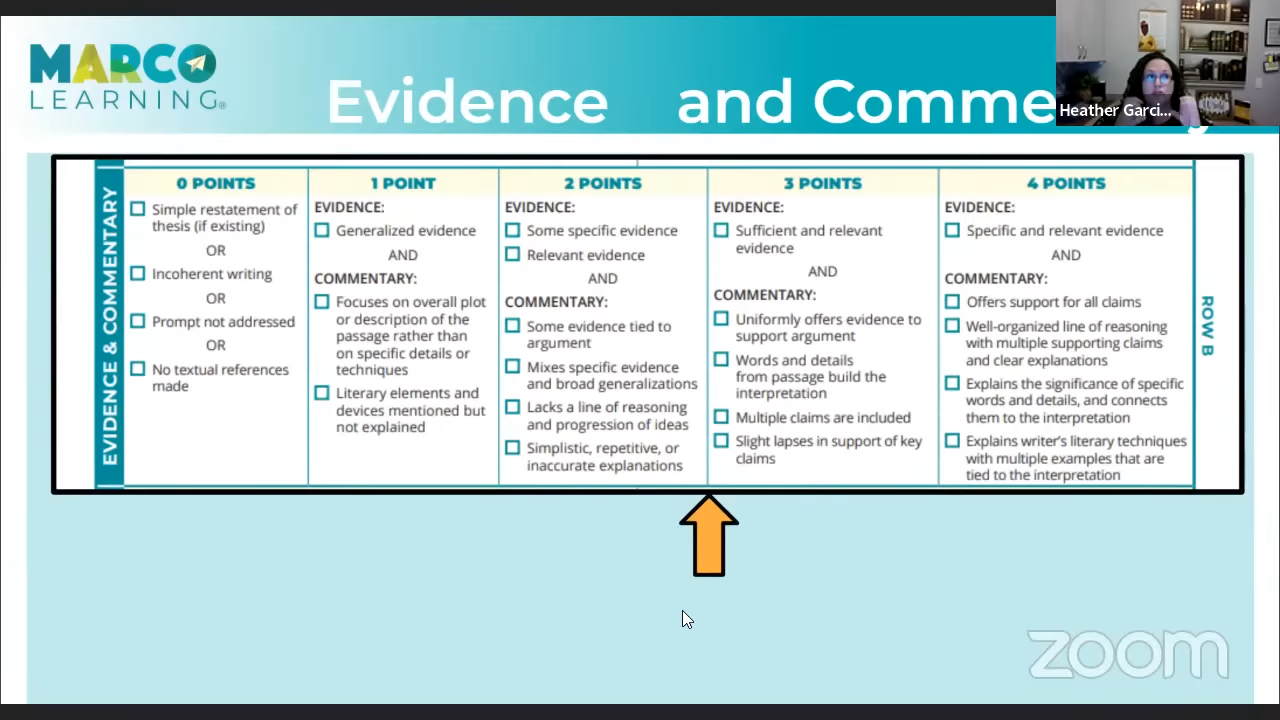 MARCO
LEARNING®
Evidence and Comme
Heather Garci...
EVIDENCE & COMMENTARY
0 POINTS
Simple restatement of
thesis (if existing)
OR
Incoherent writing
OR
Prompt not addressed
OR
No textual references
made
1 POINT
EVIDENCE:
Generalized evidence
AND
COMMENTARY:
Focuses on overall plot
or description of the
passage rather than
on specific details or
techniques
Literary elements and
devices mentioned but
not explained
2 POINTS
EVIDENCE:
Some specific evidence
Relevant evidence
AND
COMMENTARY:
Some evidence tied to
argument
Mixes specific evidence
and broad generalizations
Lacks a line of reasoning
and progression of ideas
Simplistic, repetitive, or
inaccurate explanations
3 POINTS
EVIDENCE:
Sufficient and relevant
evidence
AND
COMMENTARY:
Uniformly offers evidence to
support argument
Words and details
from passage build the
interpretation
Multiple claims are included
Slight lapses in support of key
claims
4 POINTS
EVIDENCE:
Specific and relevant evidence
AND
COMMENTARY:
Offers support for all claims
Well-organized line of reasoning
with multiple supporting claims
and clear explanations
Explains the significance of specific
words and details, and connects
them to the interpretation
Explains writer's literary techniques
with multiple examples that are
tied to the interpretation
ROW B
zoom